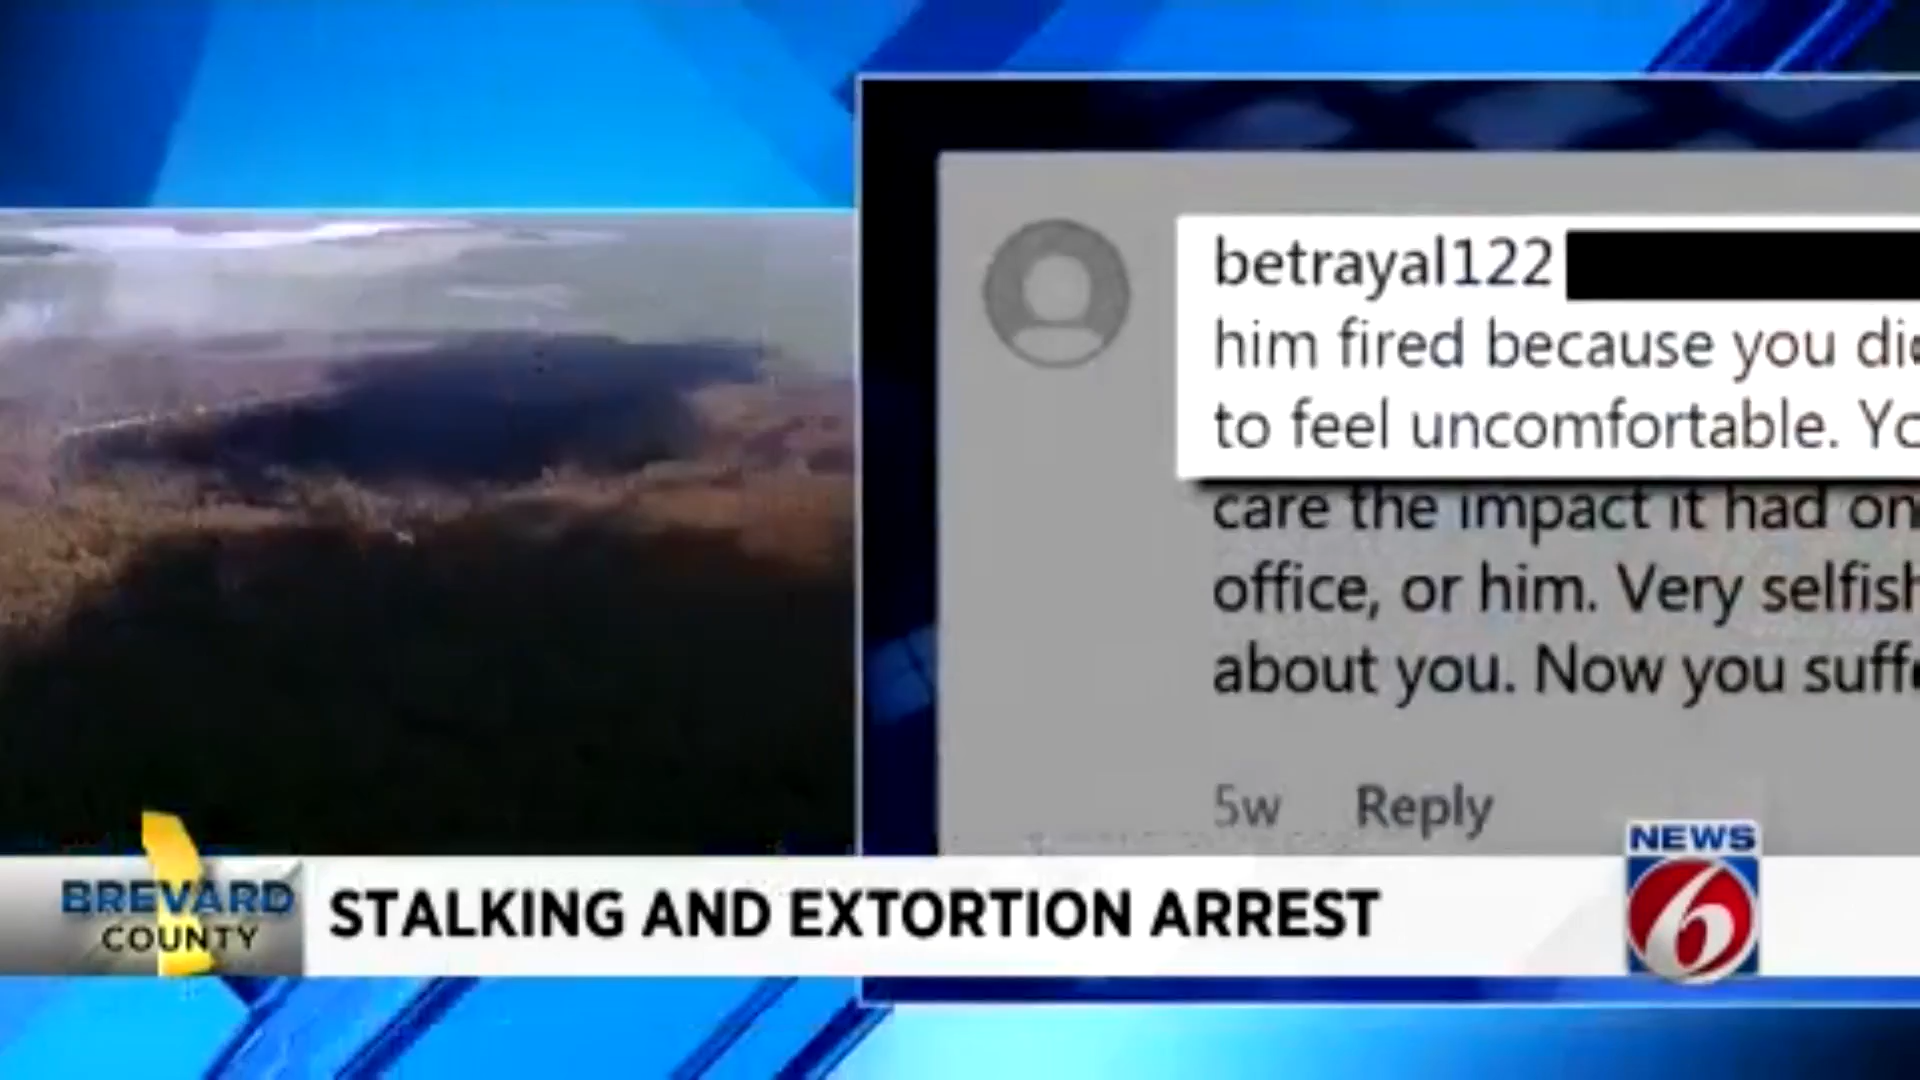 betrayal122
him fired because you
to feel uncomfortable.
care the impact it had on
office, or him. Very
about you. Now you
5w Reply
NEWS
6
BREVARD
COUNTY
STALKING AND EXTORTION ARREST